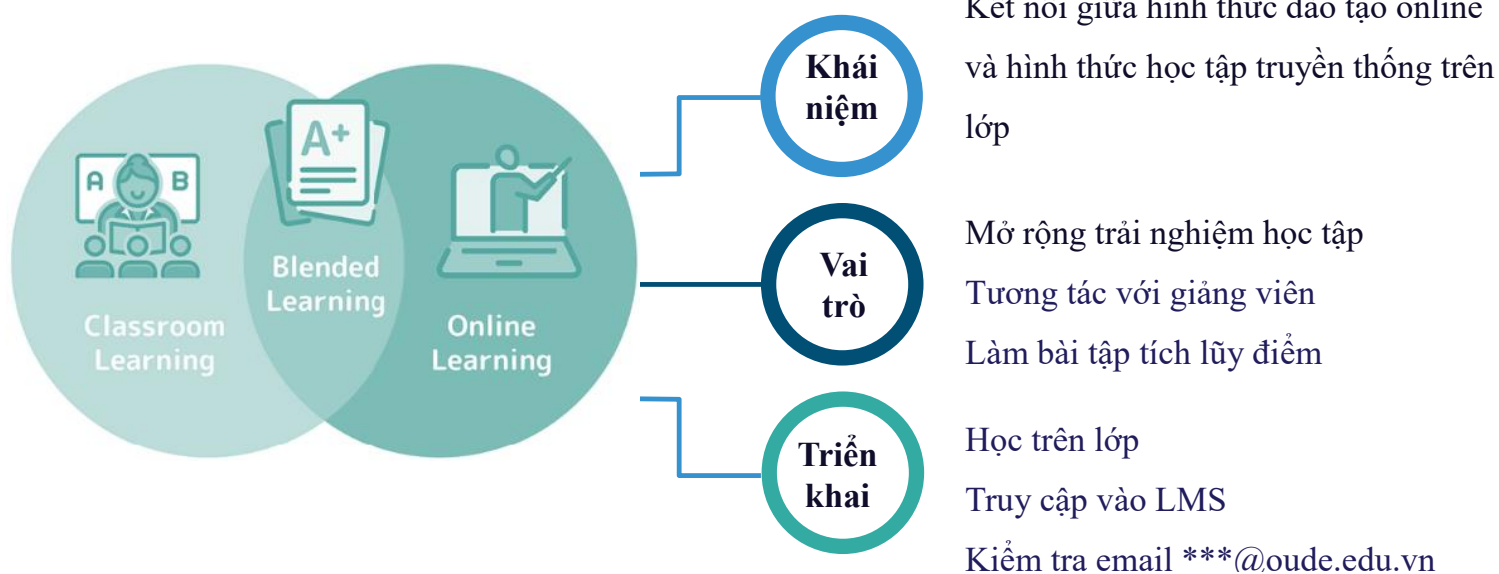 A+
A
B
Blended
Learning
Classroom
Learning
Online
Learning
Khái
niệm
Kết nối giữa hình thức đào tạo online
và hình thức học tập truyền thống trên
lớp
Vai
trò
Mở rộng trải nghiệm học tập
Tương tác với giảng viên
Làm bài tập tích lũy điểm
Triển
khai
Học trên lớp
Truy cập vào LMS
Kiểm tra email ***@oude.edu.vn